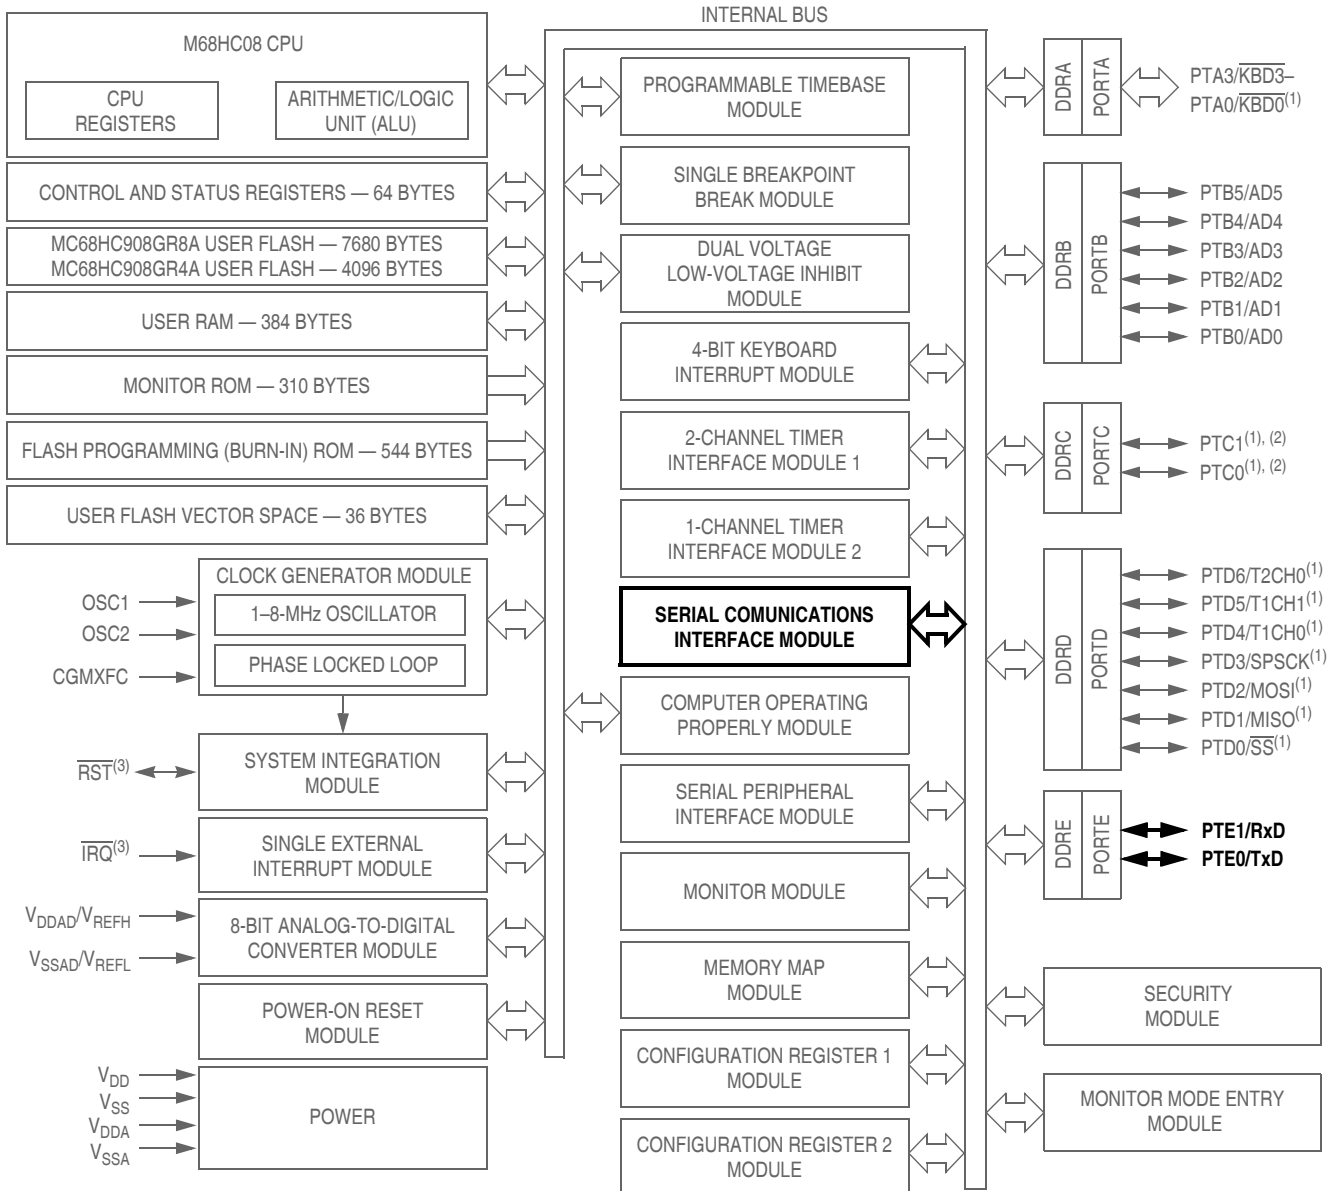 INTERNAL BUS
M68HC08 CPU
CPU
REGISTERS
ARITHMETIC/LOGIC
UNIT (ALU)
CONTROL AND STATUS REGISTERS — 64 BYTES
MC68HC908GR8A USER FLASH — 7680 BYTES
MC68HC908GR4A USER FLASH — 4096 BYTES
USER RAM — 384 BYTES
MONITOR ROM — 310 BYTES
FLASH PROGRAMMING (BURN-IN) ROM — 544 BYTES
USER FLASH VECTOR SPACE — 36 BYTES
CLOCK GENERATOR MODULE
1–8-MHz OSCILLATOR
PHASE LOCKED LOOP
OSC1
OSC2
CGMXFC
SYSTEM INTEGRATION
MODULE
RST(3)
SINGLE EXTERNAL
INTERRUPT MODULE
IRQ(3)
8-BIT ANALOG-TO-DIGITAL
CONVERTER MODULE
VDDAD/VREFH
VSSAD/VREFL
POWER-ON RESET
MODULE
POWER
VDD
VSS
VDDA
VSSA
PROGRAMMABLE TIMEBASE
MODULE
SINGLE BREAKPOINT
BREAK MODULE
DUAL VOLTAGE
LOW-VOLTAGE INHIBIT
MODULE
4-BIT KEYBOARD
INTERRUPT MODULE
2-CHANNEL TIMER
INTERFACE MODULE 1
1-CHANNEL TIMER
INTERFACE MODULE 2
SERIAL COMUNICATIONS
INTERFACE MODULE
COMPUTER OPERATING
PROPERLY MODULE
SERIAL PERIPHERAL
INTERFACE MODULE
MONITOR MODULE
MEMORY MAP
MODULE
CONFIGURATION REGISTER 1
MODULE
CONFIGURATION REGISTER 2
MODULE
DDRA
PORTA
PTA3/KBD3–
PTA0/KBD0(1)
DDRB
PORTB
PTB5/AD5
PTB4/AD4
PTB3/AD3
PTB2/AD2
PTB1/AD1
PTB0/AD0
DDRC
PORTC
PTC1(1), (2)
PTC0(1), (2)
DDRD
PORTD
PTD6/T2CH0(1)
PTD5/T1CH1(1)
PTD4/T1CH0(1)
PTD3/SPSCK(1)
PTD2/MOSI(1)
PTD1/MISO(1)
PTD0/SS(1)
DDRE
PORTE
PTE1/RxD
PTE0/TxD
SECURITY
MODULE
MONITOR MODE ENTRY
MODULE